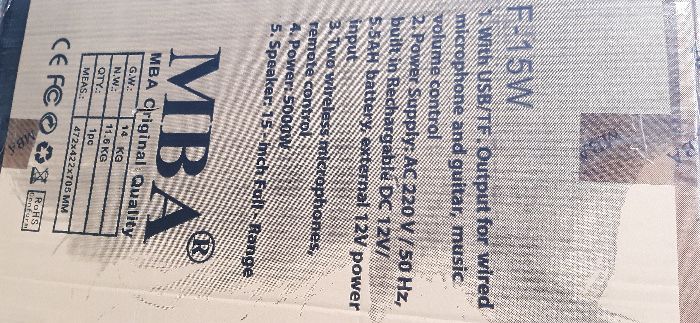 F-15W
1. With USB/TF Output for wired
microphone and guitar, music
volume control
2. Power Supply: AC 220 V / 50 Hz,
built in Rechargeable DC 12V/
5.5AH battery, external 12V power
input
3. Two wireless microphones,
remote control
4. Power: 5000W
5. Speaker: 15 -Inch Full - Range
MBA®
MBA Original Quality
G.W.: 14 KG
N.W.: 11.6 KG
QTY.: 1pc
MEAS: 472x422x705MM
CE FC RoHS
MBA